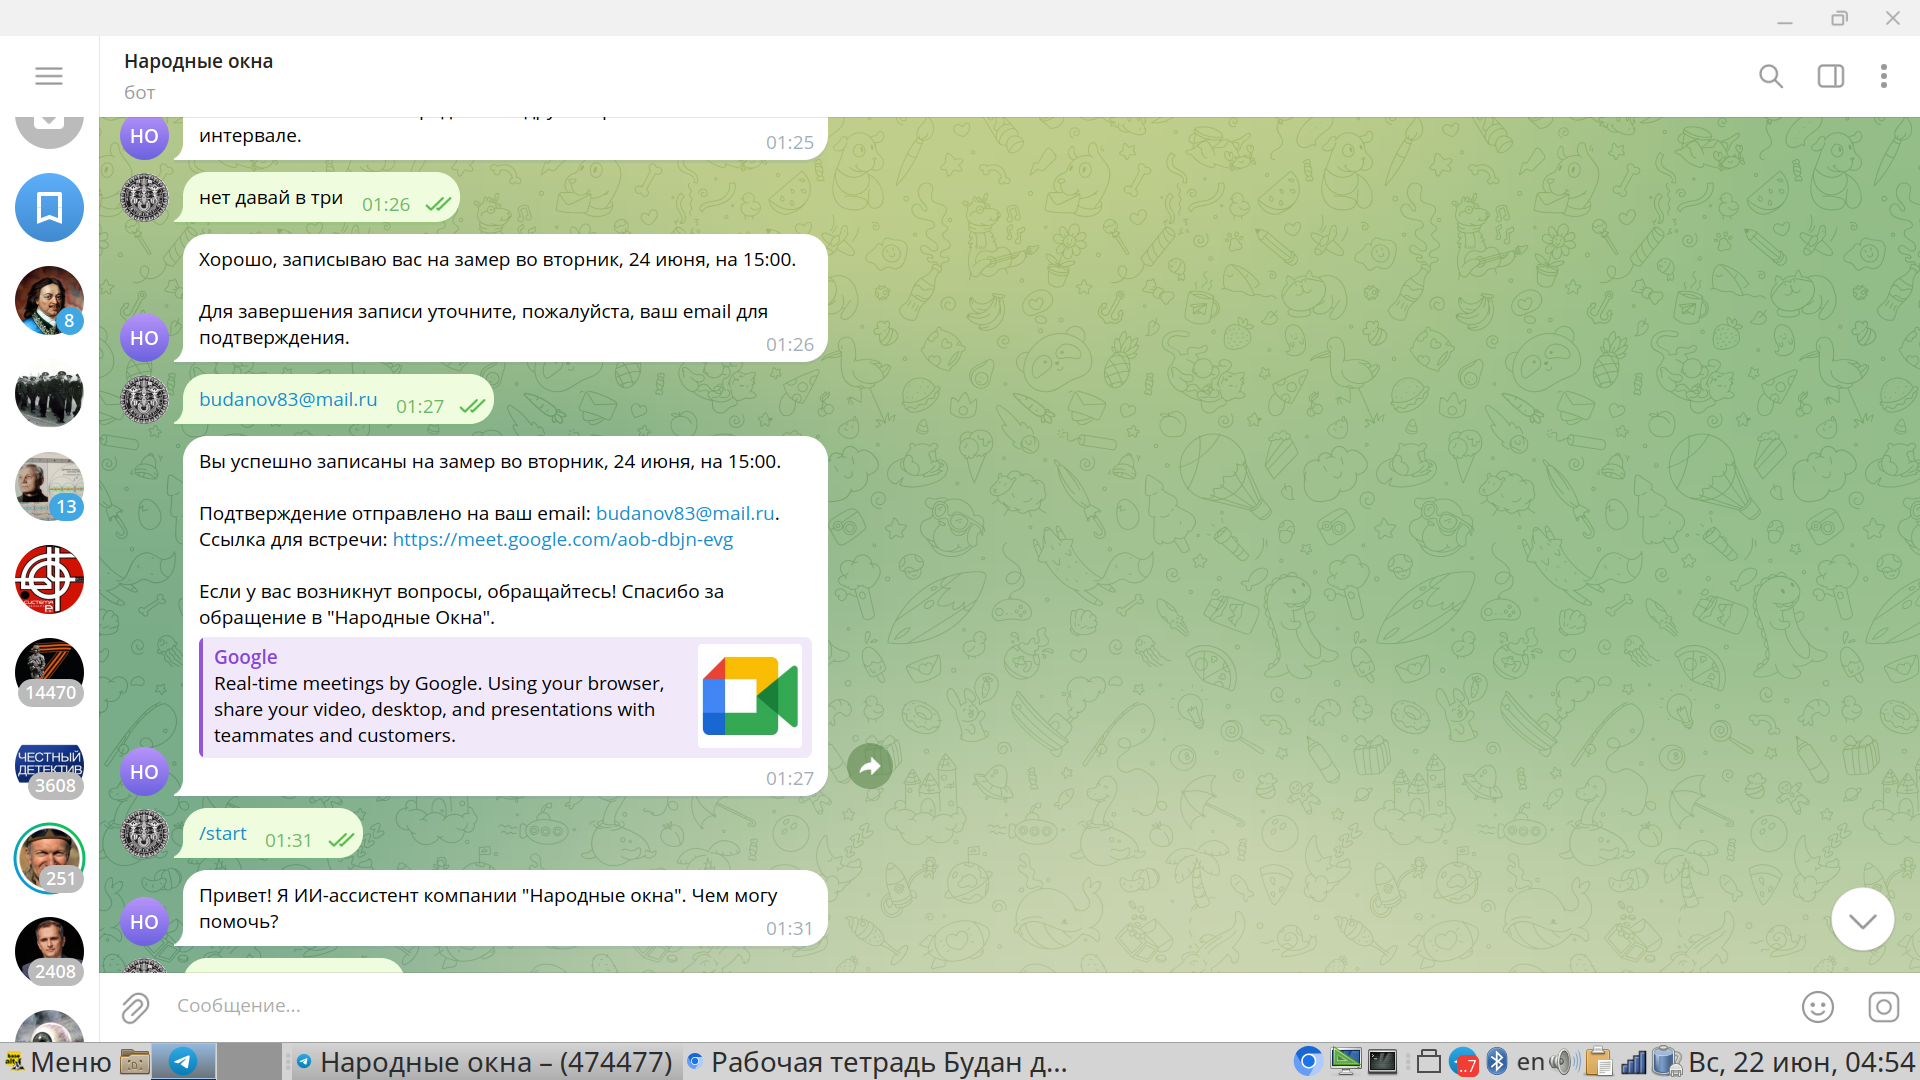 Народные окна
бот
интервале.
01:25
НО
нет давай в три 01:26
Хорошо, записываю вас на замер во вторник, 24 июня, на 15:00.
Для завершения записи уточните, пожалуйста, ваш email для
подтверждения.
01:26
НО
budanov83@mail.ru 01:27
Вы успешно записаны на замер во вторник, 24 июня, на 15:00.
Подтверждение отправлено на ваш email: budanov83@mail.ru.
Ссылка для встречи: https://meet.google.com/aob-dbjn-evg
Если у вас возникнут вопросы, обращайтесь! Спасибо за
обращение в "Народные Окна".
Google
Real-time meetings by Google. Using your browser,
share your video, desktop, and presentations with
teammates and customers.
НО
01:27
/start 01:31
Привет! Я ИИ-ассистент компании "Народные окна". Чем могу
помочь?
01:31
НО
8
13
СИСТЕМА
14470
ЧЕСТНЫЙ
ДЕТЕКТИВ
3608
251
2408
Сообщение...
Меню
Народные окна – (474477)
Рабочая тетрадь Будан д...
..7
en
Вс, 22 июн, 04:54